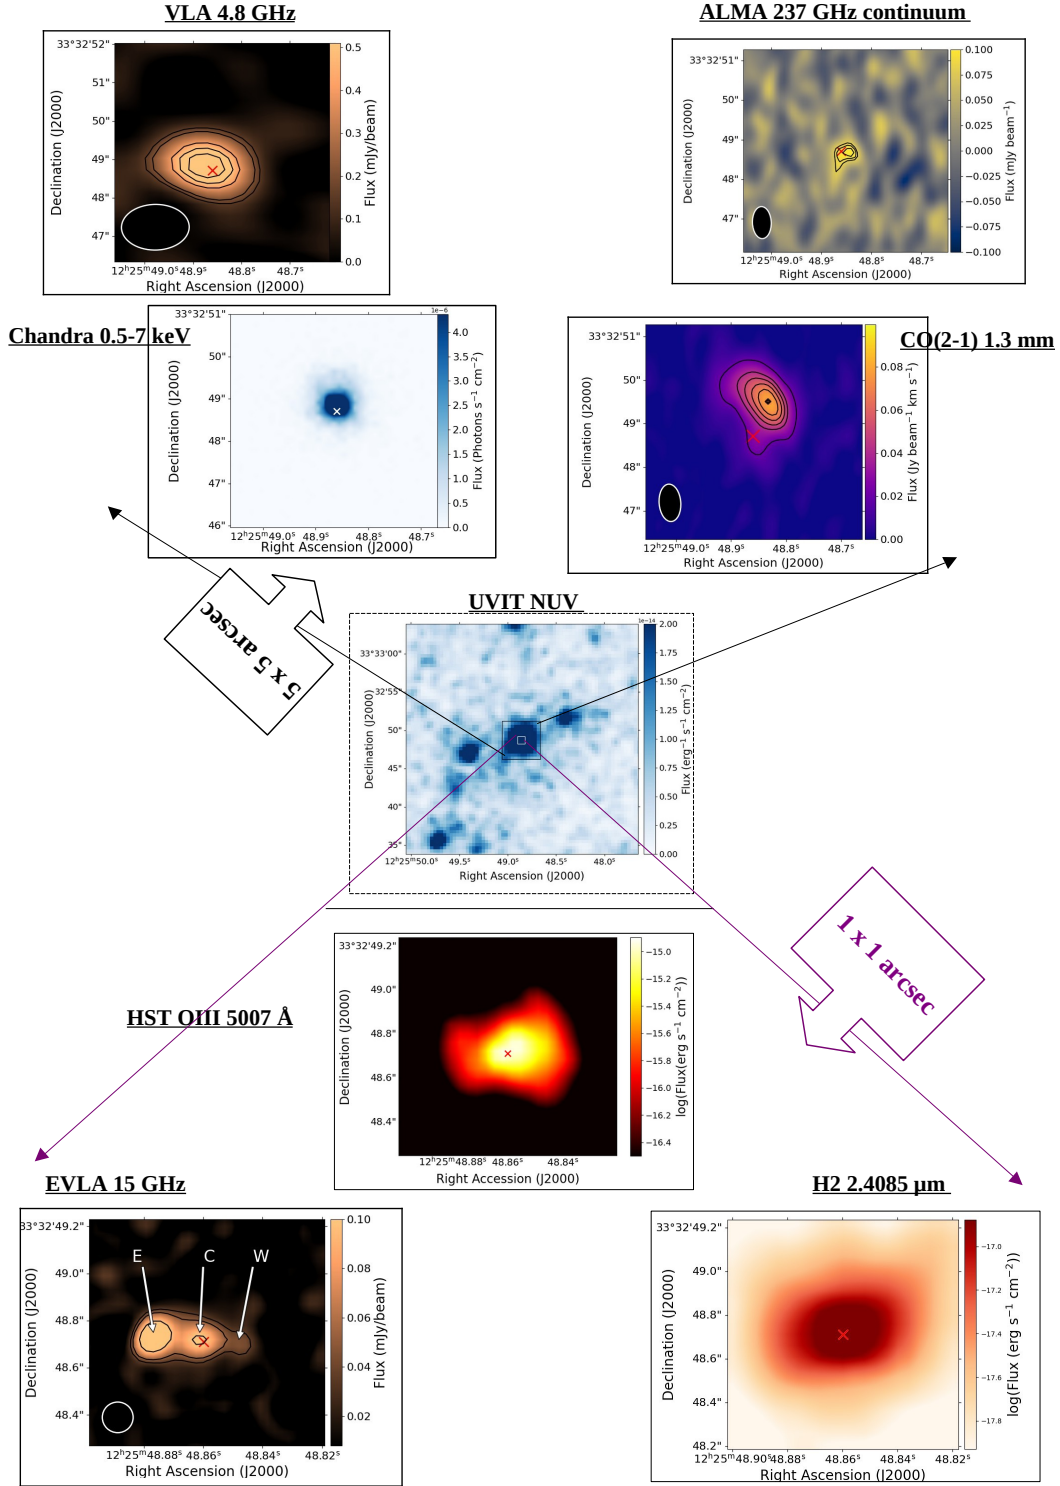 VLA 4.8 GHz
33°32'52"
51"
50"
49"
48"
47"
12ʰ25ᵐ49.0ˢ 48.9ˢ 48.8ˢ 48.7ˢ
Right Ascension (J2000)
Declination (J2000)
0.5
0.4
0.3
0.2
0.1
0.0
Flux (mJy/beam)
ALMA 237 GHz continuum
33°32'51"
50"
49"
48"
47"
12ʰ25ᵐ49.0ˢ 48.9ˢ 48.8ˢ 48.7ˢ
Right Ascension (J2000)
Declination (J2000)
0.100
0.075
0.050
0.025
0.000
−0.025
−0.050
−0.075
−0.100
Flux (mJy beam⁻¹)
Chandra 0.5-7 keV
33°32'51"
50"
49"
48"
46"
12ʰ25ᵐ49.0ˢ 48.9ˢ 48.8ˢ 48.7ˢ
Right Ascension (J2000)
Declination (J2000)
1e−6
4.0
3.5
3.0
2.5
2.0
1.5
1.0
0.5
0.0
Flux (Photons s⁻¹ cm⁻²)
CO(2-1) 1.3 mm
33°32'51"
50"
49"
48"
47"
12ʰ25ᵐ49.0ˢ 48.9ˢ 48.8ˢ 48.7ˢ
Right Ascension (J2000)
Declination (J2000)
0.08
0.06
0.04
0.02
0.00
Flux (Jy beam⁻¹ km s⁻¹)
5 x 5 arcsec
UVIT NUV
33°33'00"
32'55"
50"
45"
40"
35"
12ʰ25ᵐ50.0ˢ 49.5ˢ 49.0ˢ 48.5ˢ 48.0ˢ
Right Ascension (J2000)
Declination (J2000)
1e−14
2.00
1.75
1.50
1.25
1.00
0.75
0.50
0.25
0.00
Flux (erg⁻¹ s⁻¹ cm⁻²)
1 x 1 arcsec
HST OIII 5007 Å
33°32'49.2"
49.0"
48.8"
48.6"
48.4"
12ʰ25ᵐ48.88ˢ 48.86ˢ 48.84ˢ
Right Accession (J2000)
Declination (J2000)
−15.0
−15.2
−15.4
−15.6
−15.8
−16.0
−16.2
−16.4
log(Flux(erg s⁻¹ cm⁻²))
EVLA 15 GHz
33°32'49.2"
49.0"
48.8"
48.6"
48.4"
E
C
W
12ʰ25ᵐ48.88ˢ 48.86ˢ 48.84ˢ 48.82ˢ
Right Ascension (J2000)
Declination (J2000)
0.10
0.08
0.06
0.04
0.02
Flux (mJy/beam)
H2 2.4085 μm
33°32'49.2"
49.0"
48.8"
48.6"
48.4"
48.2"
12ʰ25ᵐ48.90ˢ 48.88ˢ 48.86ˢ 48.84ˢ 48.82ˢ
Right Ascension (J2000)
Declination (J2000)
−17.0
−17.2
−17.4
−17.6
−17.8
log(Flux (erg s⁻¹ cm⁻²))